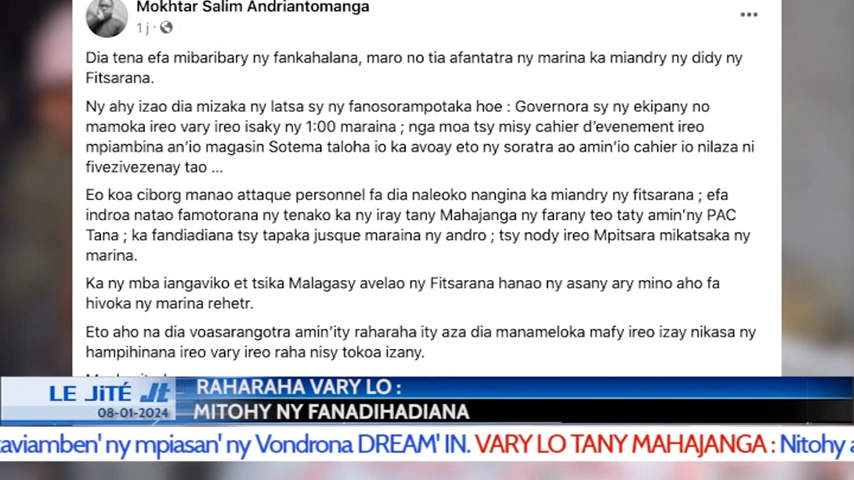 Mokhtar Salim Andriantomanga
1 j ·
Dia tena efa mibaribary ny fankahalana, maro no tia afantatra ny marina ka miandry ny didy ny
Fitsarana.
Ny ahy izao dia mizaka ny latsa sy ny fanosorampotaka hoe : Governora sy ny ekipany no
mamoka ireo vary ireo isaky ny 1:00 maraina ; nga moa tsy misy cahier d'evenement ireo
mpiambina an'io magasin Sotema taloha io ka avoay eto ny soratra ao amin'io cahier io nilaza ni
fivezivezenay tao ...
Eo koa ciborg manao attaque personnel fa dia naleoko nangina ka miandry ny fitsarana ; efa
indroa natao famotorana ny tenako ka ny iray tany Mahajanga ny farany teo taty amin'ny PAC
Tana ; ka fandiadiana tsy tapaka jusque maraina ny andro ; tsy nody ireo Mpitsara mikatsaka ny
marina.
Ka ny mba iangaviko et tsika Malagasy avelao ny Fitsarana hanao ny asany ary mino aho fa
hivoka ny marina rehetr.
Eto aho na dia voasarangotra amin'ity raharaha ity aza dia manameloka mafy ireo izay nikasa ny
hampihinana ireo vary ireo raha nisy tokoa izany.
LE JiTÉ Jt
08-01-2024
RAHARAHA VARY LO :
MITOHY NY FANADIHADIANA
taviamben' ny mpiasan' ny Vondrona DREAM' IN. VARY LO TANY MAHAJANGA : Nitohy a